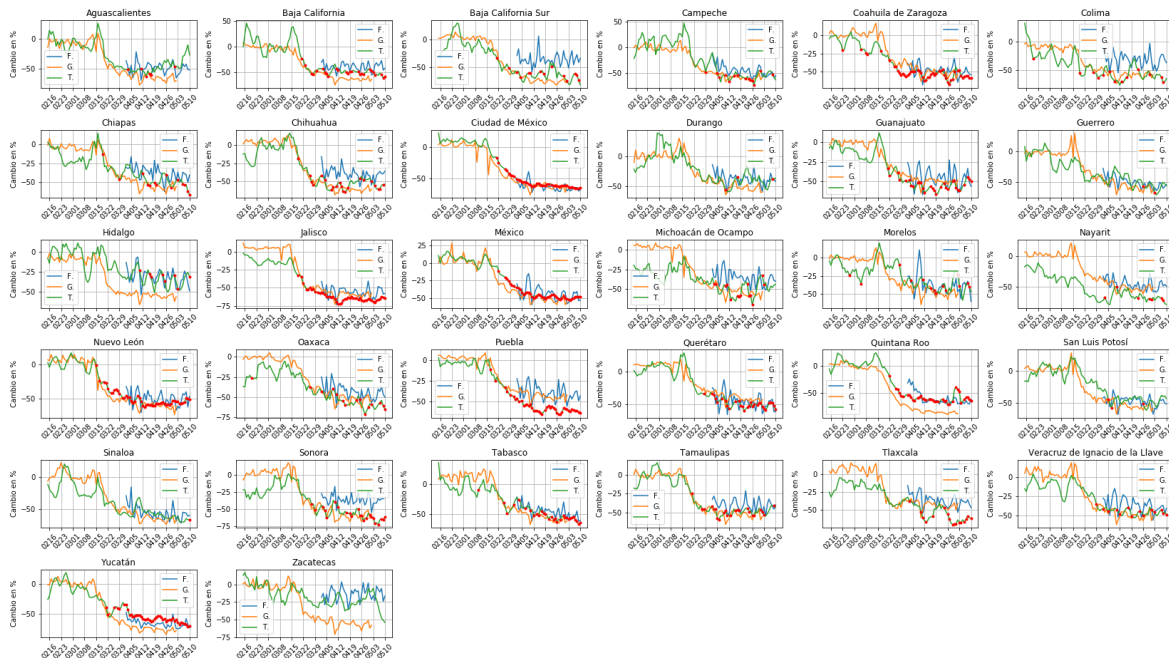 Aguascalientes
Baja California
Baja California Sur
Campeche
Coahuila de Zaragoza
Colima
Chiapas
Chihuahua
Ciudad de México
Durango
Guanajuato
Guerrero
Hidalgo
Jalisco
México
Michoacán de Ocampo
Morelos
Nayarit
Nuevo León
Oaxaca
Puebla
Querétaro
Quintana Roo
San Luis Potosí
Sinaloa
Sonora
Tabasco
Tamaulipas
Tlaxcala
Veracruz de Ignacio de la Llave
Yucatán
Zacatecas
Cambio en %
F.
G.
T.
0216 0223 0301 0308 0315 0322 0329 0405 0412 0419 0426 0503 0510